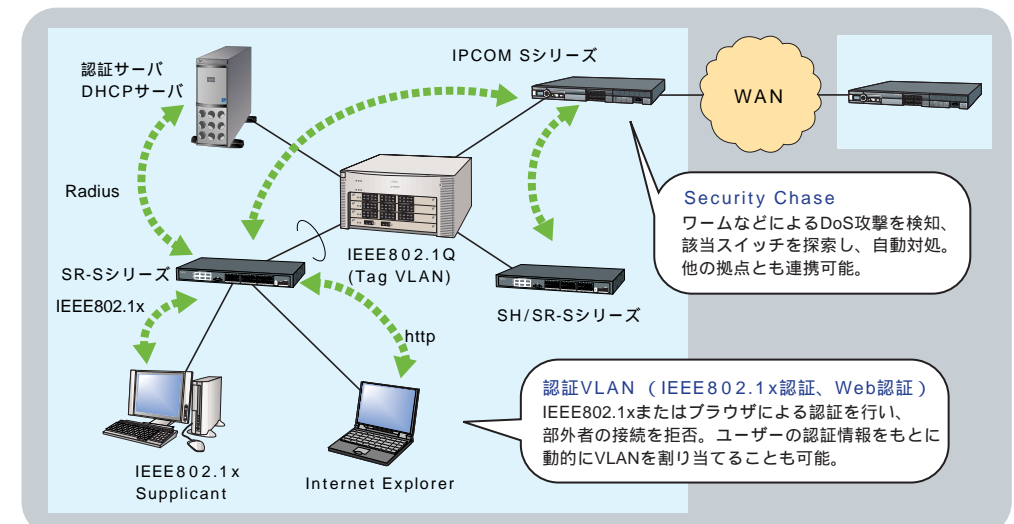 認証サーバ
DHCPサーバ
IPCOM Sシリーズ
WAN
Radius
Security Chase
ワームなどによるDoS攻撃を検知、
該当スイッチを探索し、自動対処。
他の拠点とも連携可能。
IEEE802.1Q
(Tag VLAN)
SR-Sシリーズ
IEEE802.1x
SH/SR-Sシリーズ
http
認証VLAN （IEEE802.1x認証、Web認証）
IEEE802.1xまたはブラウザによる認証を行い、
部外者の接続を拒否。ユーザーの認証情報をもとに
動的にVLANを割り当てることも可能。
IEEE802.1x
Supplicant
Internet Explorer